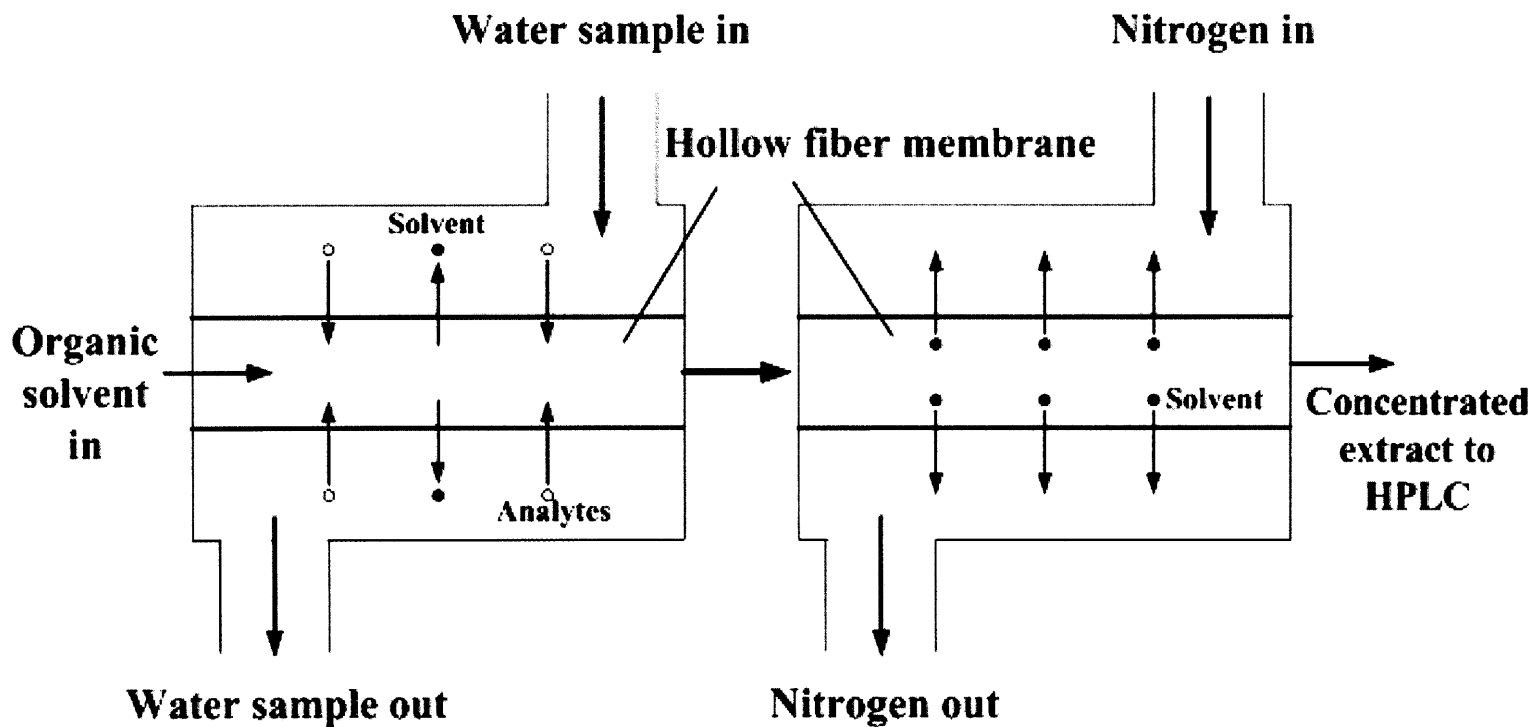 Water sample in
Nitrogen in
Hollow fiber membrane
Solvent
Organic
solvent
in
Analytes
Solvent
Concentrated
extract to
HPLC
Water sample out
Nitrogen out